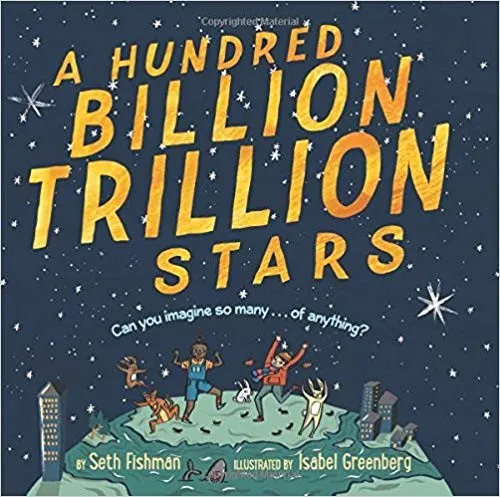 Copyrighted Material
A HUNDRED
BILLION
TRILLION
STARS
Can you imagine so many . . . of anything?
BY Seth Fishman
ILLUSTRATED BY Isabel Greenberg